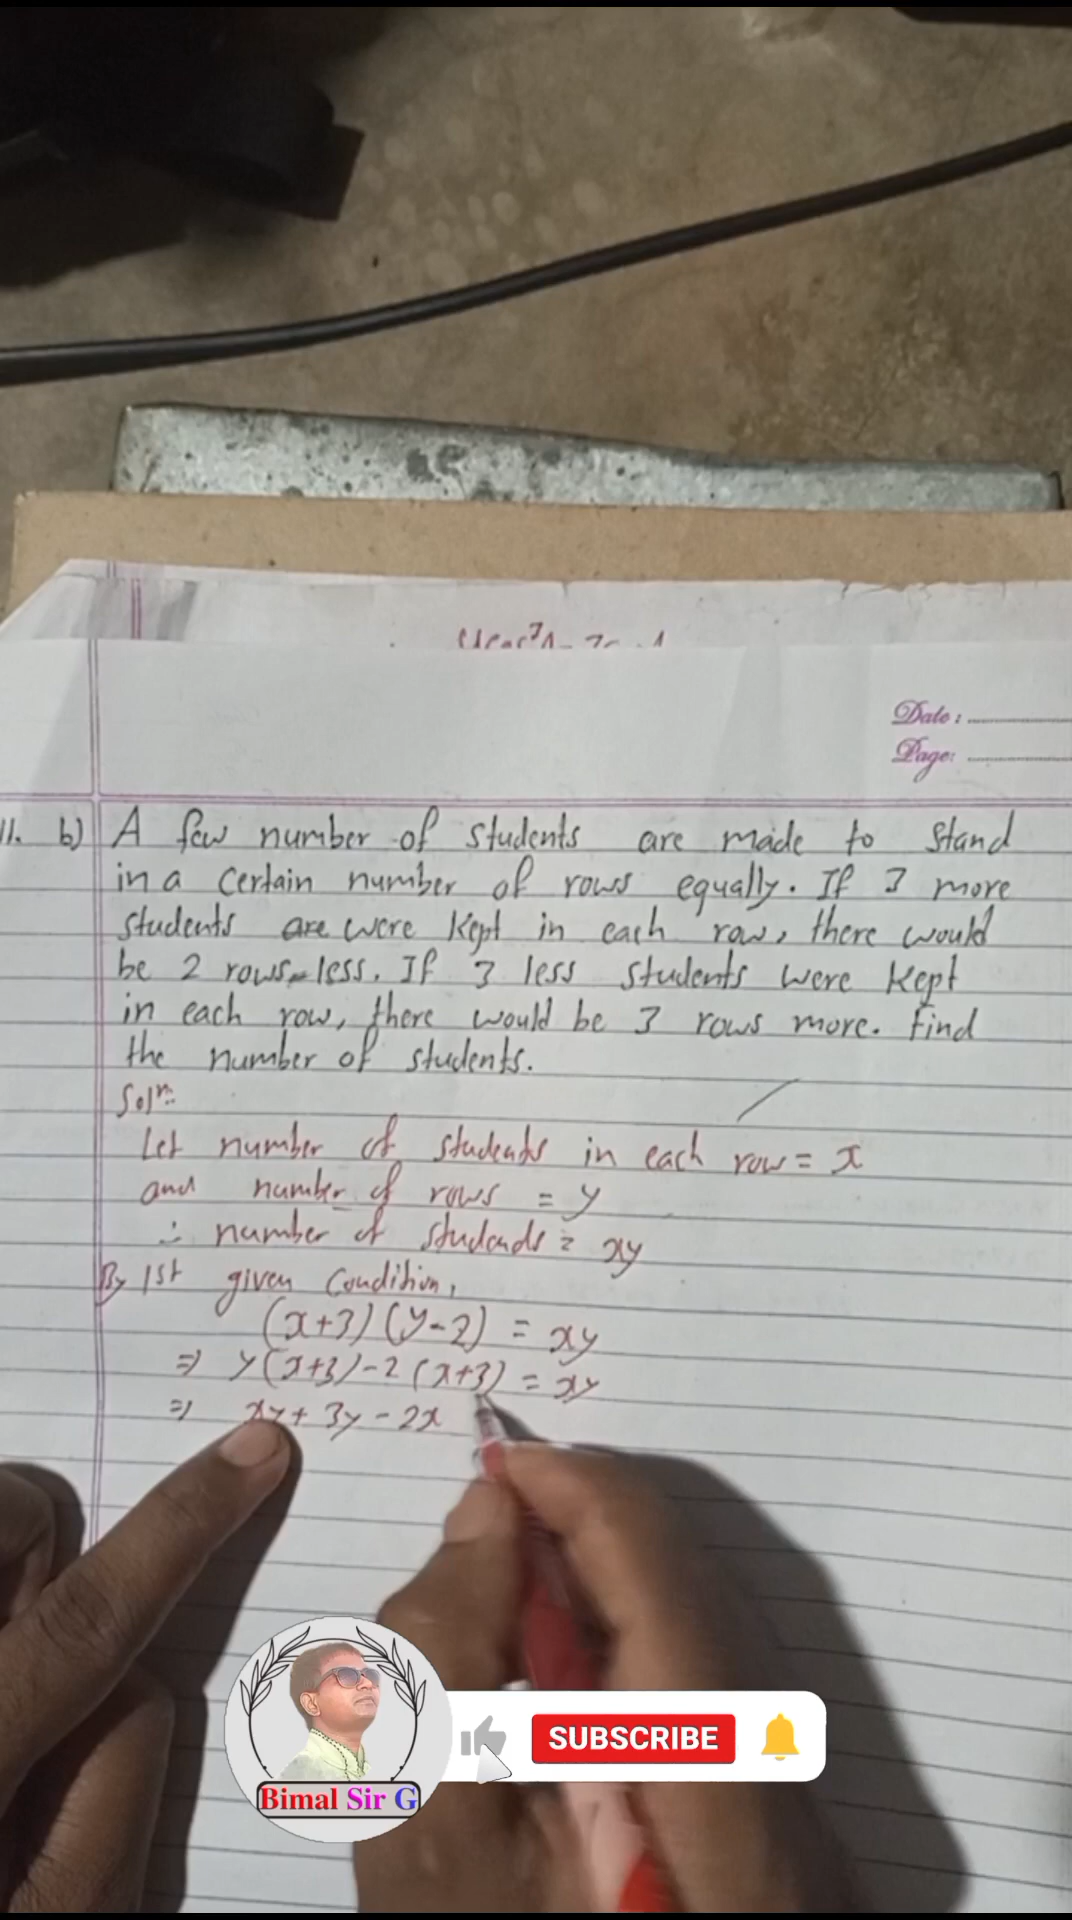 Date:
Page:
11. b) A few number of students are made to stand
in a certain number of rows equally. If 3 more
students are were kept in each row, there would
be 2 rows less. If 3 less students were kept
in each row, there would be 3 rows more. Find
the number of students.
Solⁿ:
Let number of students in each row = x
and number of rows = y
∴ number of students = xy
By 1st given Condition,
(x+3) (y-2) = xy
⇒ y(x+3)-2 (x+3) = xy
⇒ xy + 3y - 2x
SUBSCRIBE
Bimal Sir G